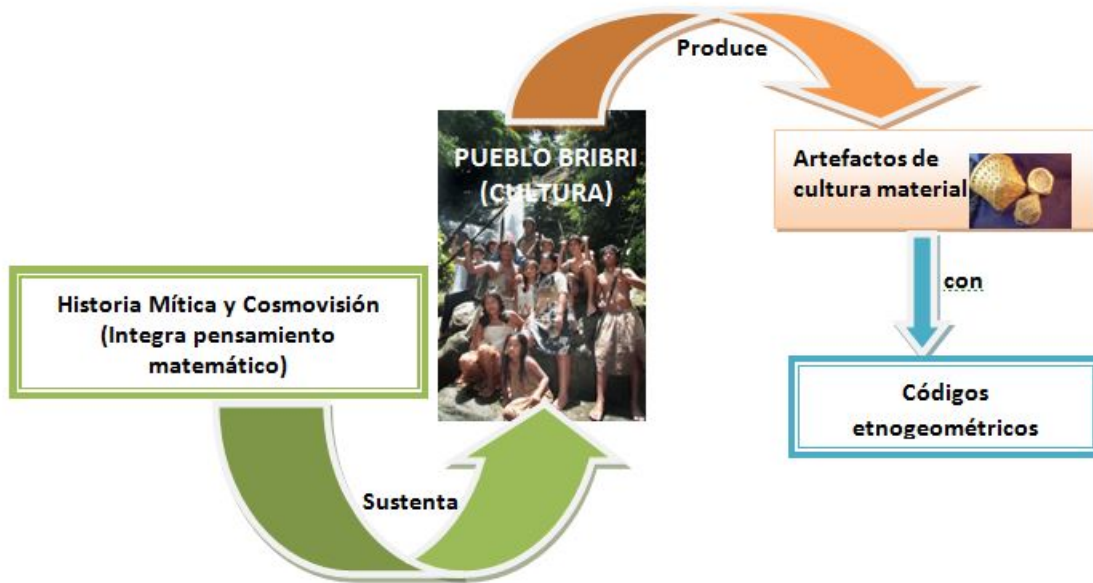 Produce
PUEBLO BRIBRI
(CULTURA)
Artefactos de
cultura material
con
Historia Mítica y Cosmovisión
(Integra pensamiento
matemático)
Códigos
etnogeométricos
Sustenta